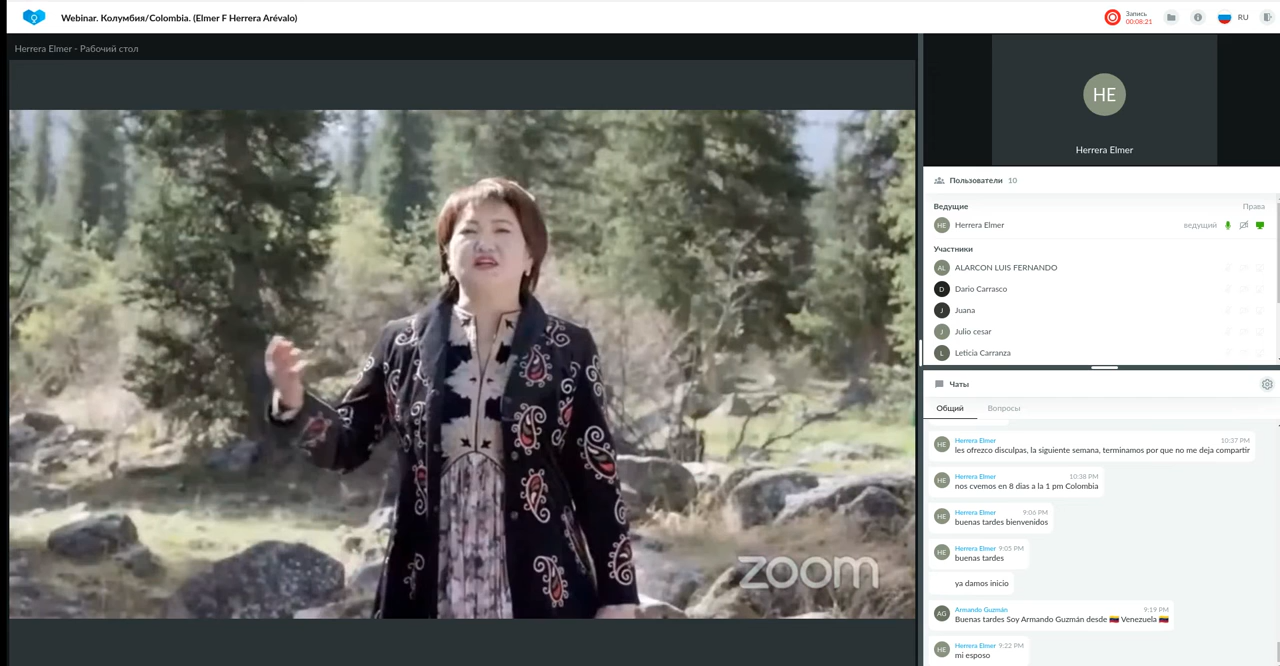 Webinar. Колумбия/Colombia. (Elmer F Herrera Arévalo)
Запись
00:08:21
RU
Herrera Elmer - Рабочий стол
zoom
HE
Herrera Elmer
Пользователи 10
Ведущие Права
HE Herrera Elmer ведущий
Участники
AL ALARCON LUIS FERNANDO
D Dario Carrasco
J Juana
J Julio cesar
L Leticia Carranza
Чаты
Общий Вопросы
HE Herrera Elmer 10:37 PM
les ofrezco disculpas, la siguiente semana, terminamos por que no me deja compartir
HE Herrera Elmer 10:38 PM
nos cvemos en 8 dias a la 1 pm Colombia
HE Herrera Elmer 9:06 PM
buenas tardes bienvenidos
HE Herrera Elmer 9:05 PM
buenas tardes
ya damos inicio
AG Armando Guzmán 9:19 PM
Buenas tardes Soy Armando Guzmán desde 🇻🇪 Venezuela 🇻🇪
HE Herrera Elmer 9:22 PM
mi esposo